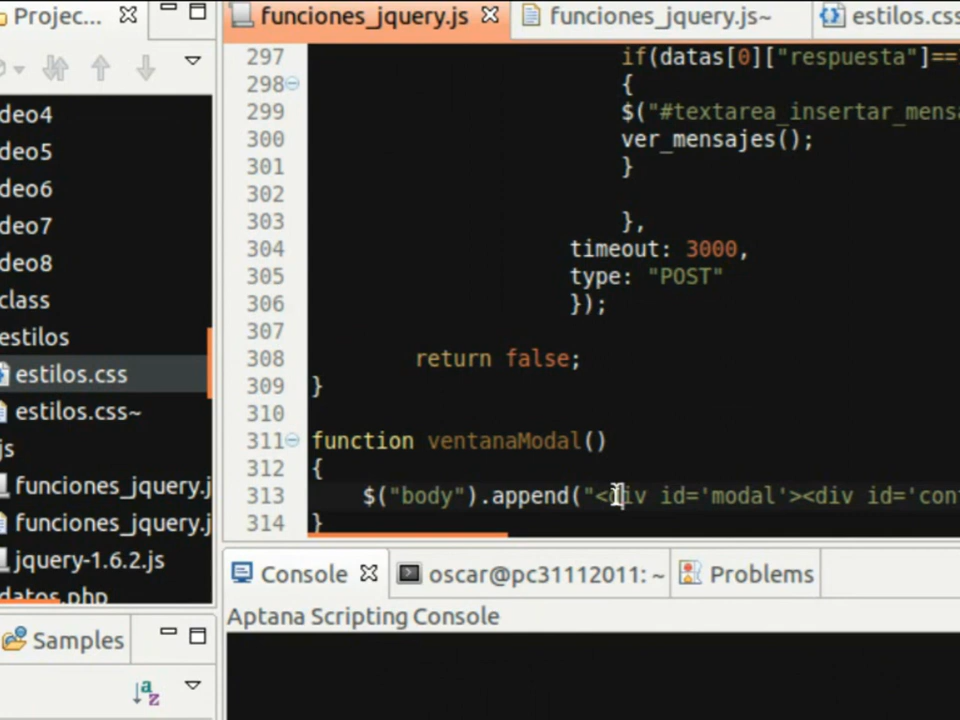 Projec...
deo4
deo5
deo6
deo7
deo8
class
estilos
estilos.css
estilos.css~
js
funciones_jquery.j
funciones_jquery.j
jquery-1.6.2.js
datos.php
Samples
funciones_jquery.js
funciones_jquery.js~
estilos.css
297 if(datas[0]["respuesta"]==
298 {
299 $("#textarea_insertar_mensa
300 ver_mensajes();
301 }
302
303 },
304 timeout: 3000,
305 type: "POST"
306 });
307
308 return false;
309 }
310
311 function ventanaModal()
312 {
313 $("body").append("<div id='modal'><div id='con
314 }
Console
oscar@pc31112011: ~
Problems
Aptana Scripting Console